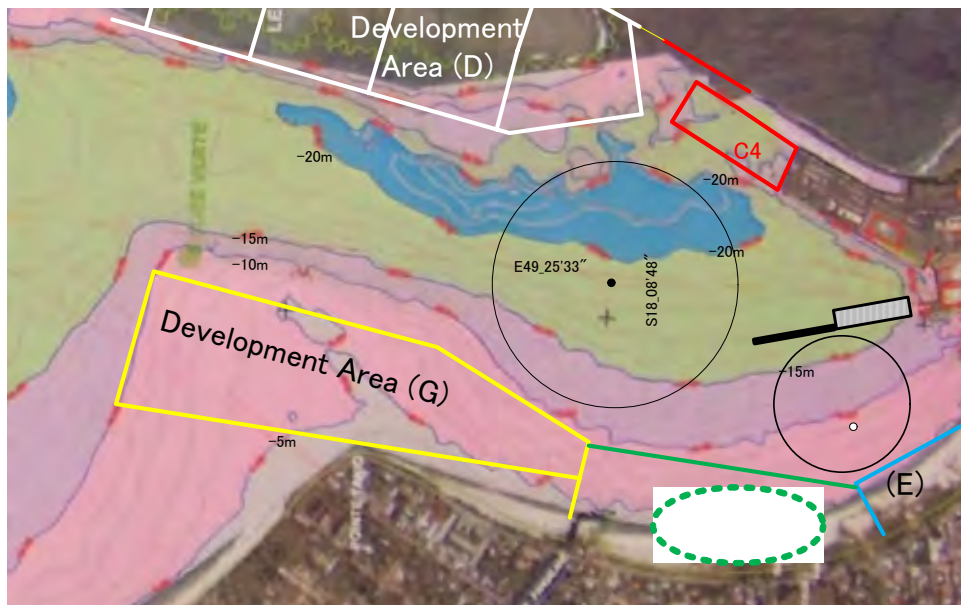 Development
Area (D)
C4
-20m
-20m
-20m
-15m
-10m
E49_25'33"
S18_08'48"
Development Area (G)
-15m
-5m
(E)